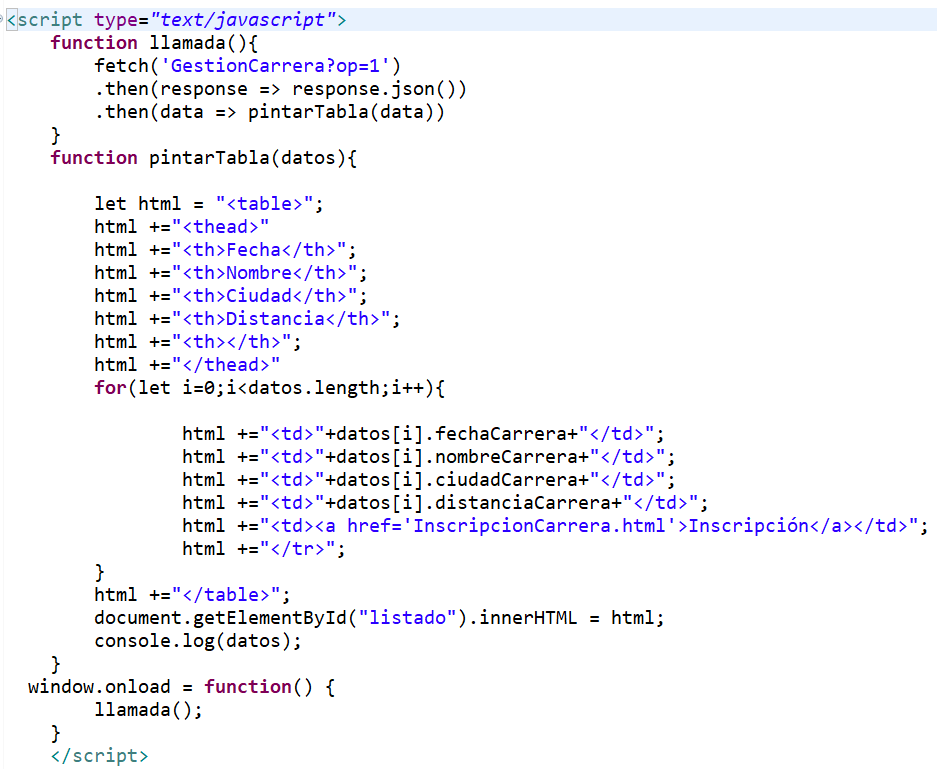 <script type="text/javascript">
function llamada(){
fetch('GestionCarrera?op=1')
.then(response => response.json())
.then(data => pintarTabla(data))
}
function pintarTabla(datos){
let html = "<table>";
html +="<thead>"
html +="<th>Fecha</th>";
html +="<th>Nombre</th>";
html +="<th>Ciudad</th>";
html +="<th>Distancia</th>";
html +="<th></th>";
html +="</thead>"
for(let i=0;i<datos.length;i++){
html +="<td>"+datos[i].fechaCarrera+"</td>";
html +="<td>"+datos[i].nombreCarrera+"</td>";
html +="<td>"+datos[i].ciudadCarrera+"</td>";
html +="<td>"+datos[i].distanciaCarrera+"</td>";
html +="<td><a href='InscripcionCarrera.html'>Inscripción</a></td>";
html +="</tr>";
}
html +="</table>";
document.getElementById("listado").innerHTML = html;
console.log(datos);
}
window.onload = function() {
llamada();
}
</script>